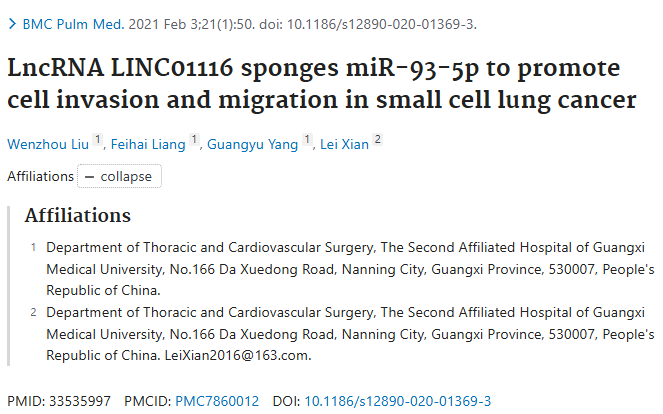 BMC Pulm Med. 2021 Feb 3;21(1):50. doi: 10.1186/s12890-020-01369-3.
LncRNA LINC01116 sponges miR-93-5p to promote
cell invasion and migration in small cell lung cancer
Wenzhou Liu 1, Feihai Liang 1, Guangyu Yang 1, Lei Xian 2
Affiliations — collapse
Affiliations
1 Department of Thoracic and Cardiovascular Surgery, The Second Affiliated Hospital of Guangxi
Medical University, No.166 Da Xuedong Road, Nanning City, Guangxi Province, 530007, People's
Republic of China.
2 Department of Thoracic and Cardiovascular Surgery, The Second Affiliated Hospital of Guangxi
Medical University, No.166 Da Xuedong Road, Nanning City, Guangxi Province, 530007, People's
Republic of China. LeiXian2016@163.com.
PMID: 33535997 PMCID: PMC7860012 DOI: 10.1186/s12890-020-01369-3